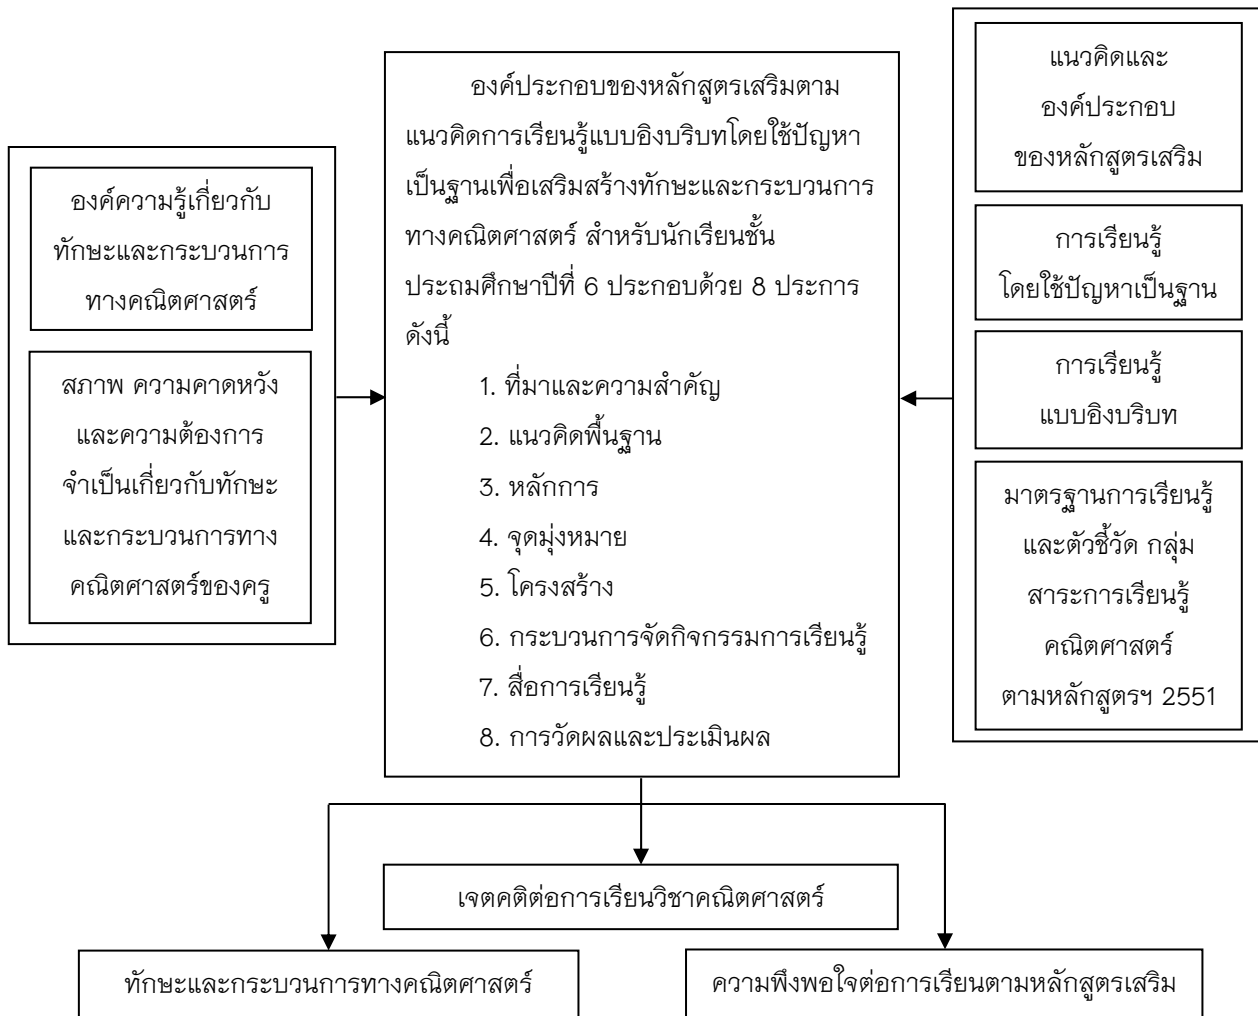 องค์ความรู้เกี่ยวกับ
ทักษะและกระบวนการ
ทางคณิตศาสตร์
สภาพ ความคาดหวัง
และความต้องการ
จำเป็นเกี่ยวกับทักษะ
และกระบวนการทาง
คณิตศาสตร์ของครู
องค์ประกอบของหลักสูตรเสริมตาม
แนวคิดการเรียนรู้แบบอิงบริบทโดยใช้ปัญหา
เป็นฐานเพื่อเสริมสร้างทักษะและกระบวนการ
ทางคณิตศาสตร์ สำหรับนักเรียนชั้น
ประถมศึกษาปีที่ 6 ประกอบด้วย 8 ประการ
ดังนี้
1. ที่มาและความสำคัญ
2. แนวคิดพื้นฐาน
3. หลักการ
4. จุดมุ่งหมาย
5. โครงสร้าง
6. กระบวนการจัดกิจกรรมการเรียนรู้
7. สื่อการเรียนรู้
8. การวัดผลและประเมินผล
แนวคิดและ
องค์ประกอบ
ของหลักสูตรเสริม
การเรียนรู้
โดยใช้ปัญหาเป็นฐาน
การเรียนรู้
แบบอิงบริบท
มาตรฐานการเรียนรู้
และตัวชี้วัด กลุ่ม
สาระการเรียนรู้
คณิตศาสตร์
ตามหลักสูตรฯ 2551
เจตคติต่อการเรียนวิชาคณิตศาสตร์
ทักษะและกระบวนการทางคณิตศาสตร์
ความพึงพอใจต่อการเรียนตามหลักสูตรเสริม